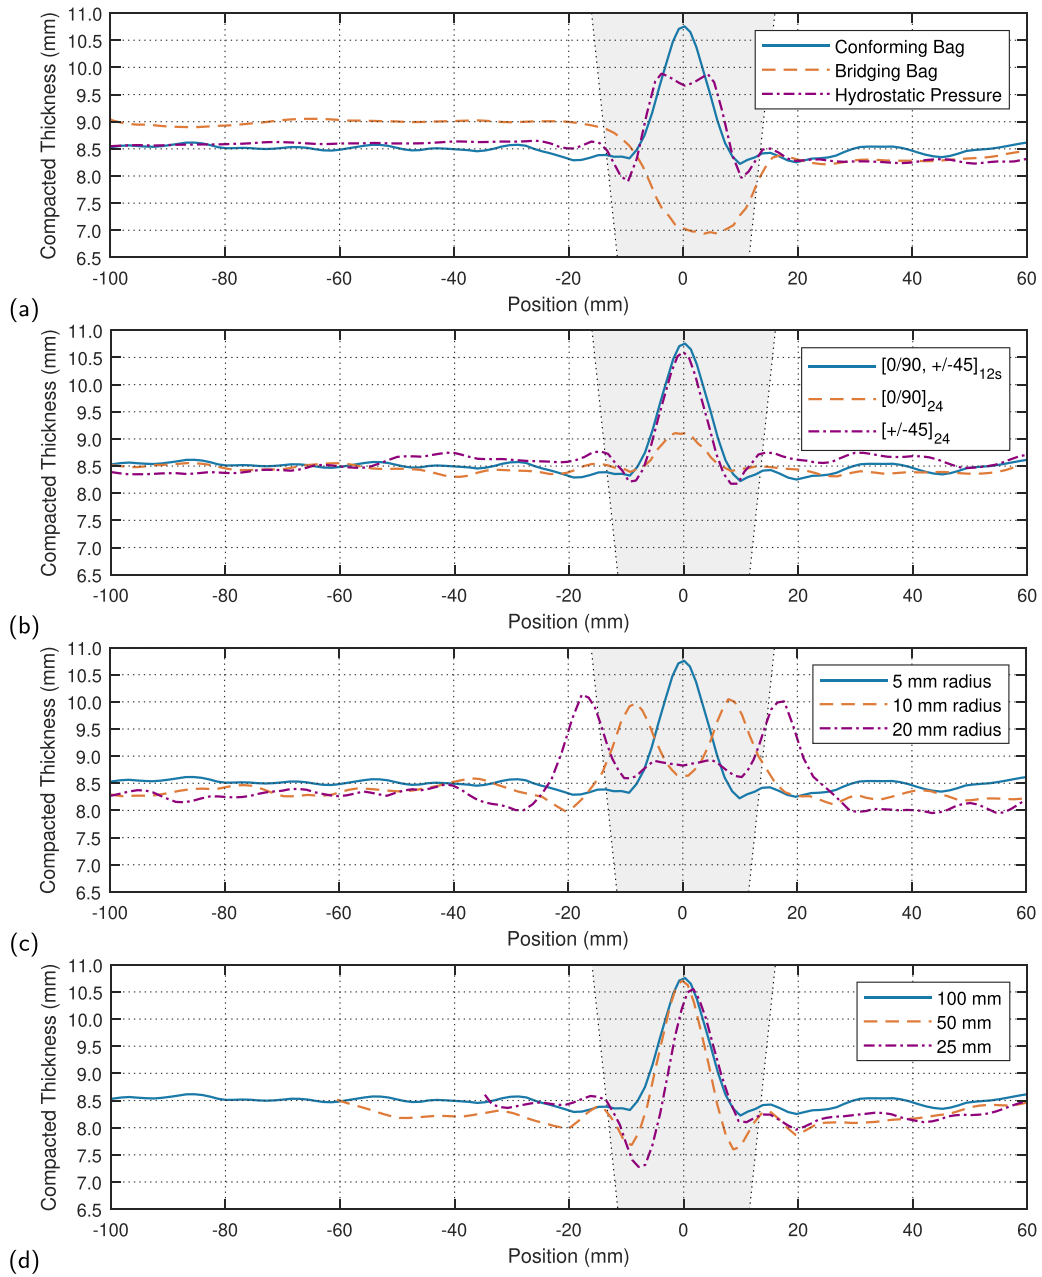 Compacted Thickness (mm)
11.0
10.5
10.0
9.5
9.0
8.5
8.0
7.5
7.0
6.5
Conforming Bag
Bridging Bag
Hydrostatic Pressure
-100 -80 -60 -40 -20 0 20 40 60
Position (mm)
(a)
Compacted Thickness (mm)
11.0
10.5
10.0
9.5
9.0
8.5
8.0
7.5
7.0
6.5
[0/90, +/-45]12s
[0/90]24
[+/-45]24
-100 -80 -60 -40 -20 0 20 40 60
Position (mm)
(b)
Compacted Thickness (mm)
11.0
10.5
10.0
9.5
9.0
8.5
8.0
7.5
7.0
6.5
5 mm radius
10 mm radius
20 mm radius
-100 -80 -60 -40 -20 0 20 40 60
Position (mm)
(c)
Compacted Thickness (mm)
11.0
10.5
10.0
9.5
9.0
8.5
8.0
7.5
7.0
6.5
100 mm
50 mm
25 mm
-100 -80 -60 -40 -20 0 20 40 60
Position (mm)
(d)